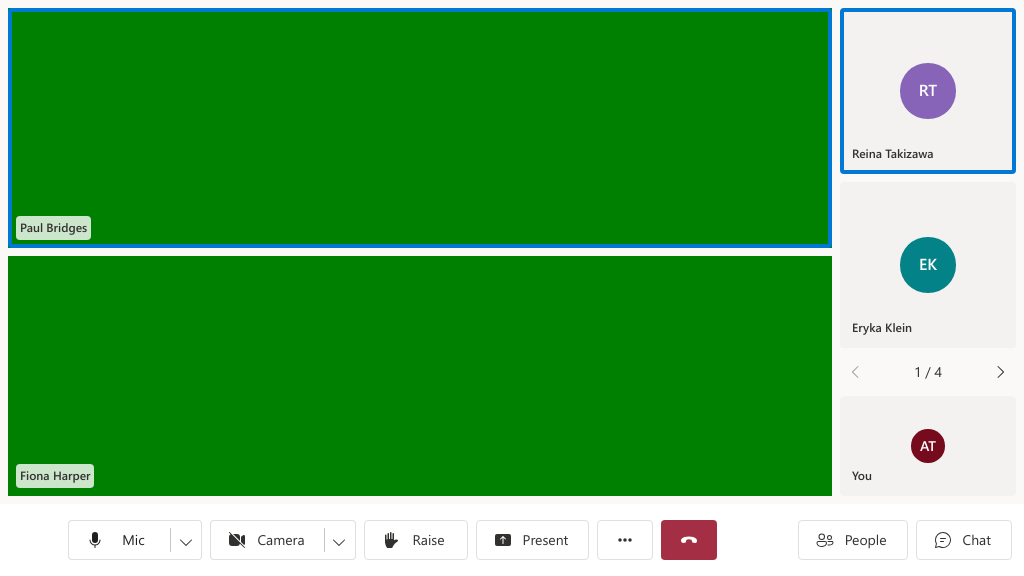 Paul Bridges
Fiona Harper
RT
Reina Takizawa
EK
Eryka Klein
1 / 4
AT
You
Mic
Camera
Raise
Present
People
Chat